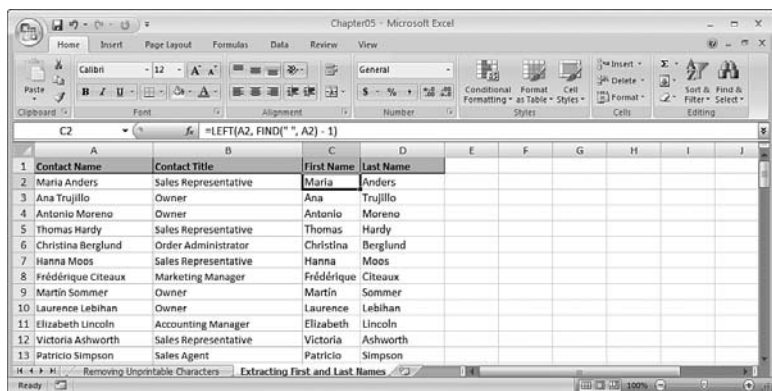 Chapter05 - Microsoft Excel
Home Insert Page Layout Formulas Data Review View
Paste
Clipboard
Calibri 12
B I U
Font
Alignment
General
$ % ,
Number
Conditional Formatting Format as Table Cell Styles
Styles
Insert
Delete
Format
Cells
Sort & Filter Find & Select
Editing
C2 fx =LEFT(A2, FIND(" ", A2) - 1)
A B C D E F G H I J
1 Contact Name Contact Title First Name Last Name
2 Maria Anders Sales Representative Maria Anders
3 Ana Trujillo Owner Ana Trujillo
4 Antonio Moreno Owner Antonio Moreno
5 Thomas Hardy Sales Representative Thomas Hardy
6 Christina Berglund Order Administrator Christina Berglund
7 Hanna Moos Sales Representative Hanna Moos
8 Frédérique Citeaux Marketing Manager Frédérique Citeaux
9 Martín Sommer Owner Martín Sommer
10 Laurence Lebihan Owner Laurence Lebihan
11 Elizabeth Lincoln Accounting Manager Elizabeth Lincoln
12 Victoria Ashworth Sales Representative Victoria Ashworth
13 Patricio Simpson Sales Agent Patricio Simpson
Removing Unprintable Characters Extracting First and Last Names
Ready 100%